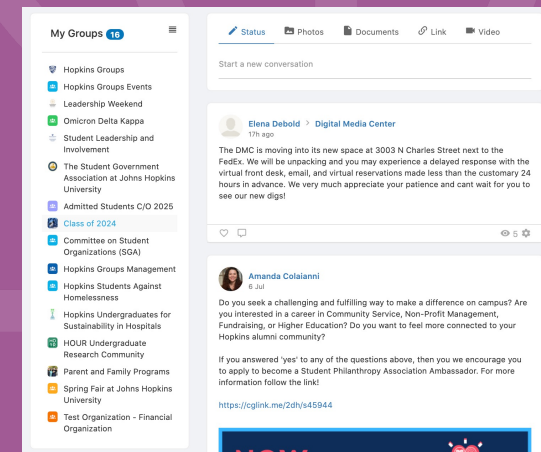 My Groups 16
Hopkins Groups
Hopkins Groups Events
Leadership Weekend
Omicron Delta Kappa
Student Leadership and
Involvement
The Student Government
Association at Johns Hopkins
University
Admitted Students C/O 2025
Class of 2024
Committee on Student
Organizations (SGA)
Hopkins Groups Management
Hopkins Students Against
Homelessness
Hopkins Undergraduates for
Sustainability in Hospitals
HOUR Undergraduate
Research Community
Parent and Family Programs
Spring Fair at Johns Hopkins
University
Test Organization - Financial
Organization
Status Photos Documents Link Video
Start a new conversation
Elena Debold > Digital Media Center
17h ago
The DMC is moving into its new space at 3003 N Charles Street next to the
FedEx. We will be unpacking and you may experience a delayed response with the
virtual front desk, email, and virtual reservations made less than the customary 24
hours in advance. We very much appreciate your patience and cant wait for you to
see our new digs!
5
Amanda Colaianni
6 Jul
Do you seek a challenging and fulfilling way to make a difference on campus? Are
you interested in a career in Community Service, Non-Profit Management,
Fundraising, or Higher Education? Do you want to feel more connected to your
Hopkins alumni community?
If you answered 'yes' to any of the questions above, then you we encourage you
to apply to become a Student Philanthropy Association Ambassador. For more
information follow the link!
https://cglink.me/2dh/s45944
NOW